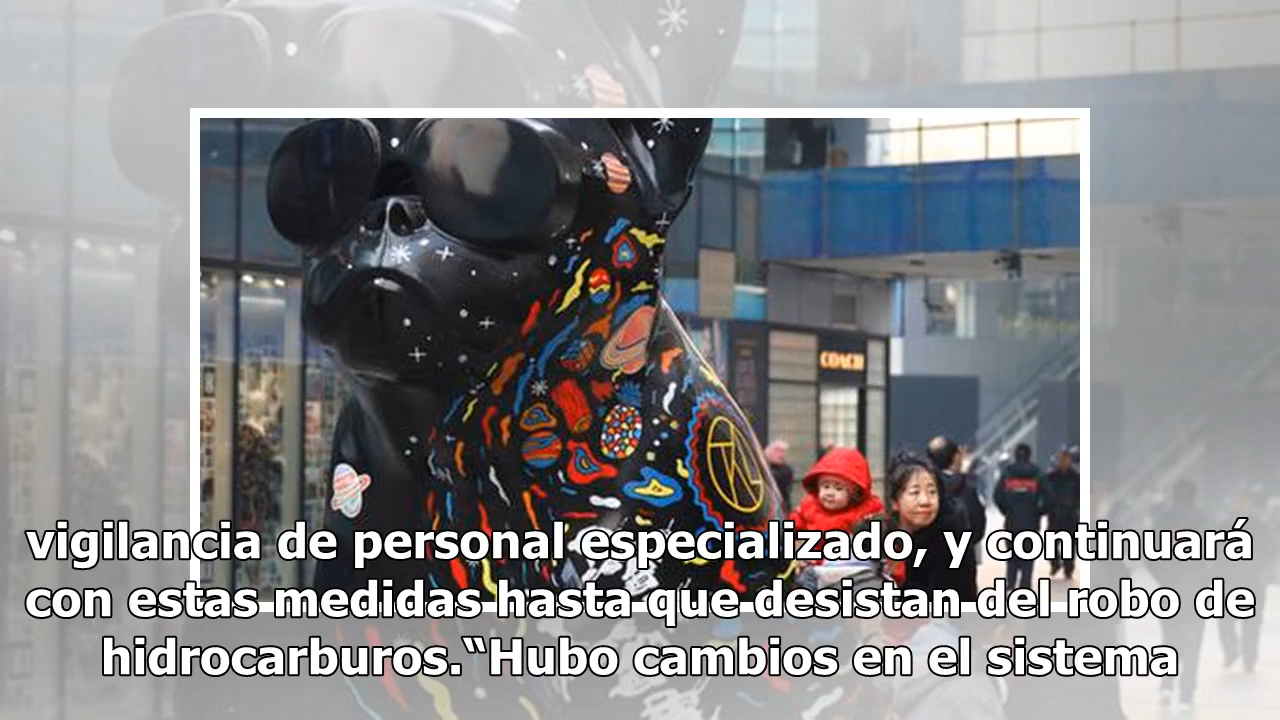 COACH
vigilancia de personal especializado, y continuará
con estas medidas hasta que desistan del robo de
hidrocarburos.“Hubo cambios en el sistema